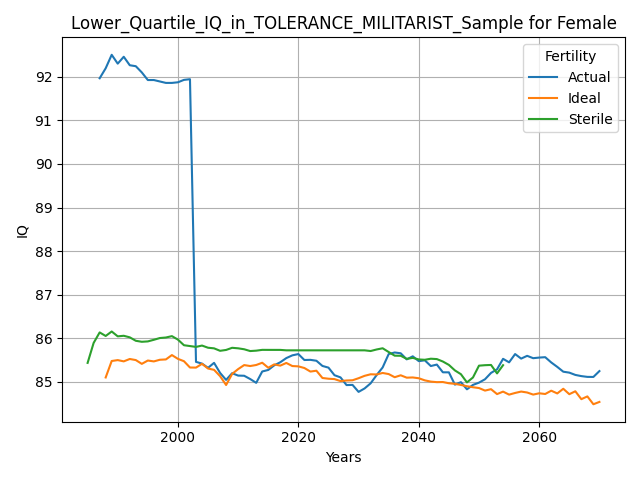 Lower_Quartile_IQ_in_TOLERANCE_MILITARIST_Sample for Female
Fertility
Actual
Ideal
Sterile
IQ
92
91
90
89
88
87
86
85
2000
2020
2040
2060
Years